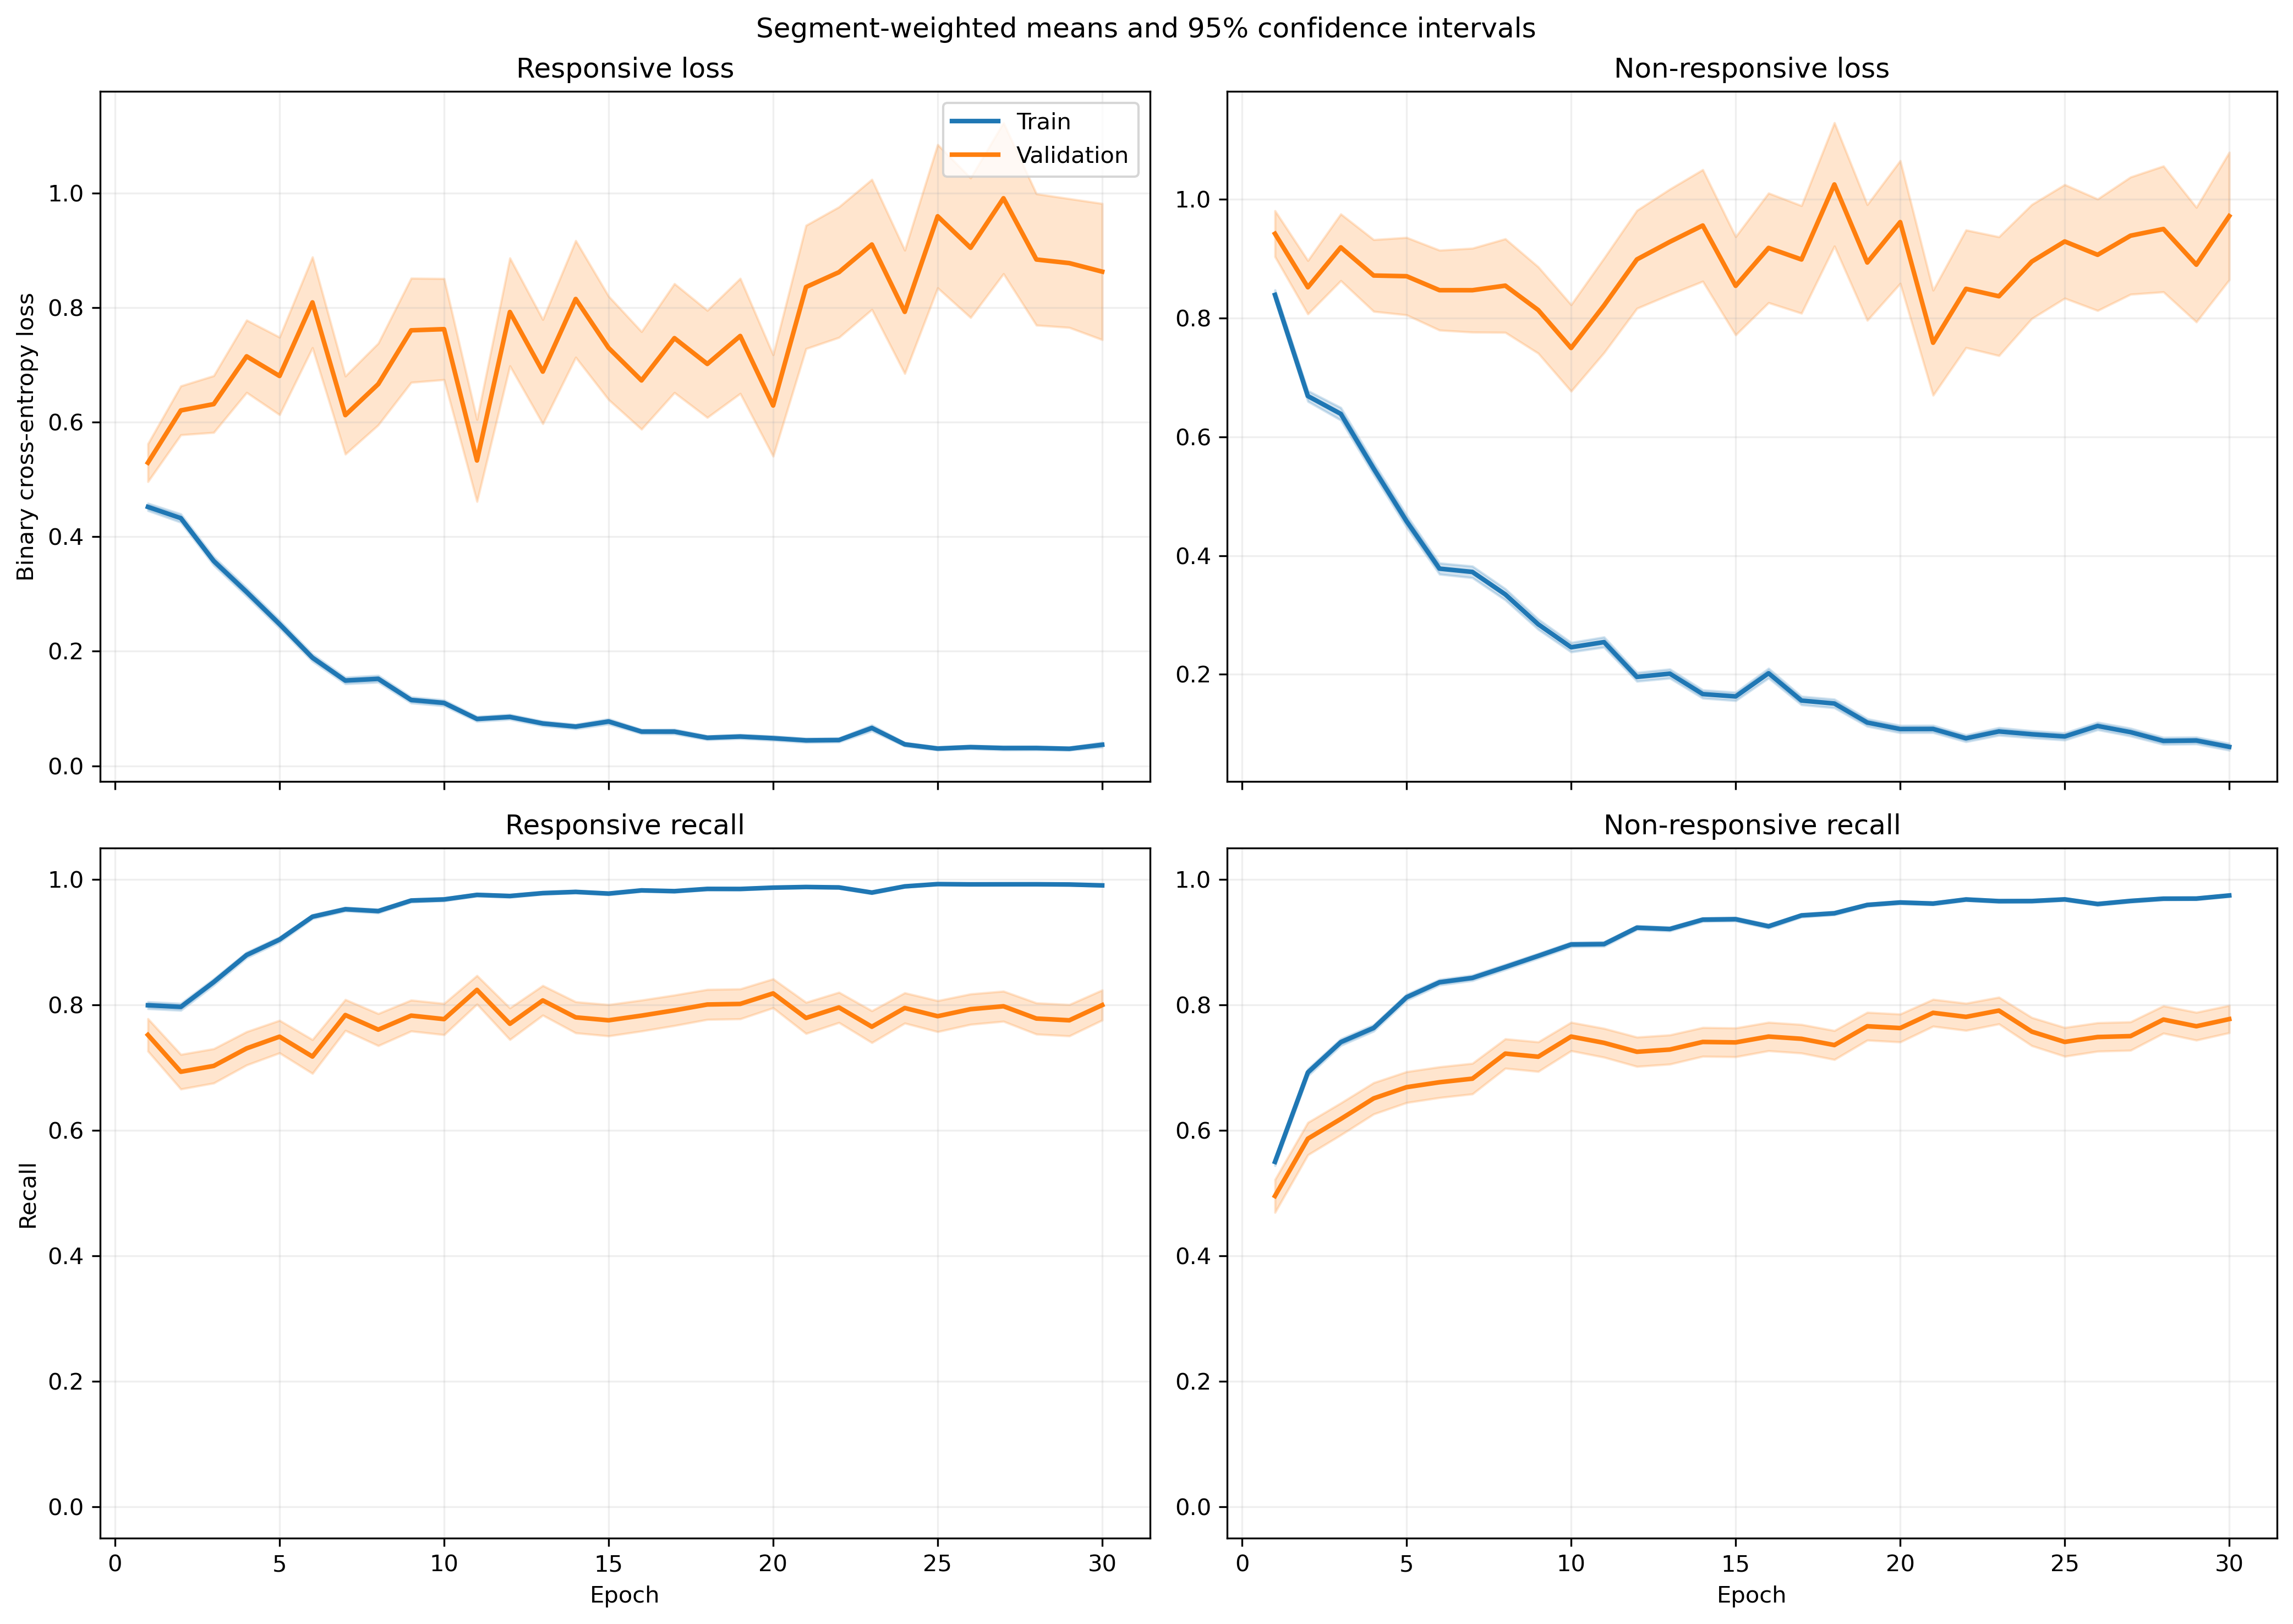 Segment-weighted means and 95% confidence intervals
Responsive loss
Non-responsive loss
Train
Validation
Binary cross-entropy loss
1.0
0.8
0.6
0.4
0.2
0.0
1.0
0.8
0.6
0.4
0.2
Responsive recall
Non-responsive recall
Recall
1.0
0.8
0.6
0.4
0.2
0.0
1.0
0.8
0.6
0.4
0.2
0.0
0 5 10 15 20 25 30
0 5 10 15 20 25 30
Epoch
Epoch